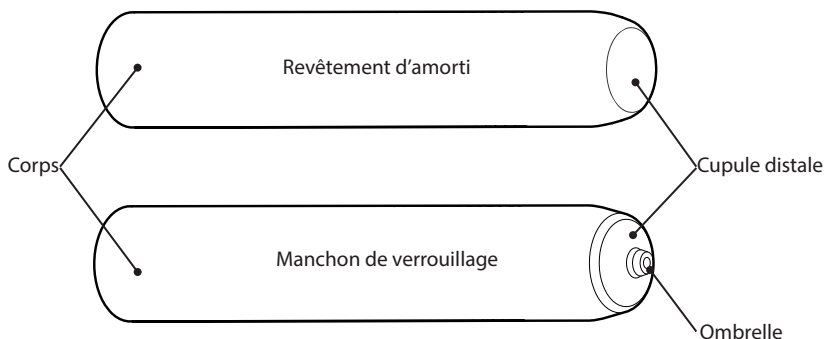 Revêtement d'amorti
Corps
Cupule distale
Manchon de verrouillage
Ombrelle